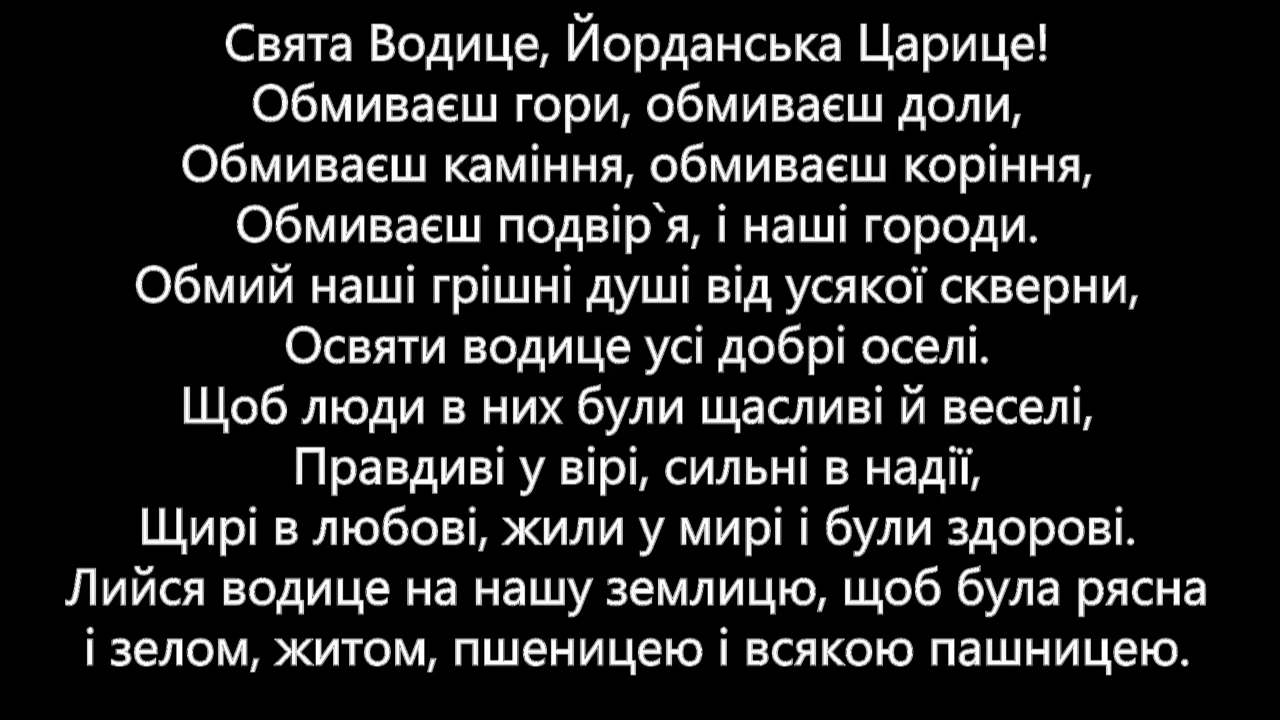 Свята Водице, Йорданська Царице!
Обмиваєш гори, обмиваєш доли,
Обмиваєш каміння, обмиваєш коріння,
Обмиваєш подвір`я, і наші городи.
Обмий наші грішні душі від усякої скверни,
Освяти водице усі добрі оселі.
Щоб люди в них були щасливі й веселі,
Правдиві у вірі, сильні в надії,
Щирі в любові, жили у мирі і були здорові.
Лийся водице на нашу землицю, щоб була рясна
і зелом, житом, пшеницею і всякою пашницею.